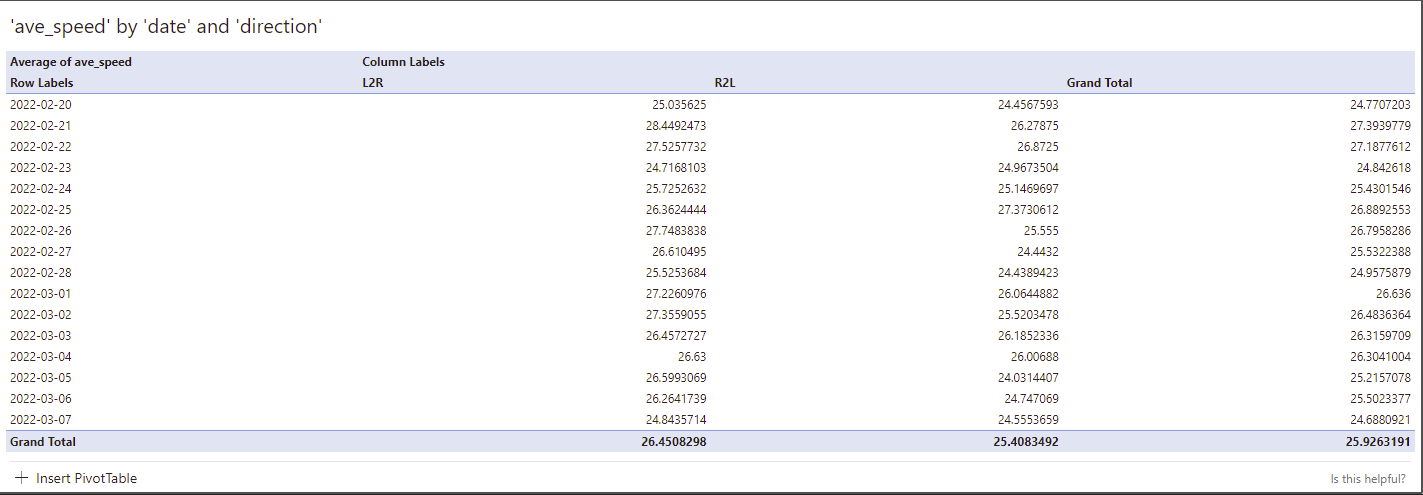 'ave_speed' by 'date' and 'direction'
Average of ave_speed Column Labels
Row Labels L2R R2L Grand Total
2022-02-20 25.035625 24.4567593 24.7707203
2022-02-21 28.4492473 26.27875 27.3939779
2022-02-22 27.5257732 26.8725 27.1877612
2022-02-23 24.7168103 24.9673504 24.842618
2022-02-24 25.7252632 25.1469697 25.4301546
2022-02-25 26.3624444 27.3730612 26.8892553
2022-02-26 27.7483838 25.555 26.7958286
2022-02-27 26.610495 24.4432 25.5322388
2022-02-28 25.5253684 24.4389423 24.9575879
2022-03-01 27.2260976 26.0644882 26.636
2022-03-02 27.3559055 25.5203478 26.4836364
2022-03-03 26.4572727 26.1852336 26.3159709
2022-03-04 26.63 26.00688 26.3041004
2022-03-05 26.5993069 24.0314407 25.2157078
2022-03-06 26.2641739 24.747069 25.5023377
2022-03-07 24.8435714 24.5553659 24.6880921
Grand Total 26.4508298 25.4083492 25.9263191
+ Insert PivotTable Is this helpful?